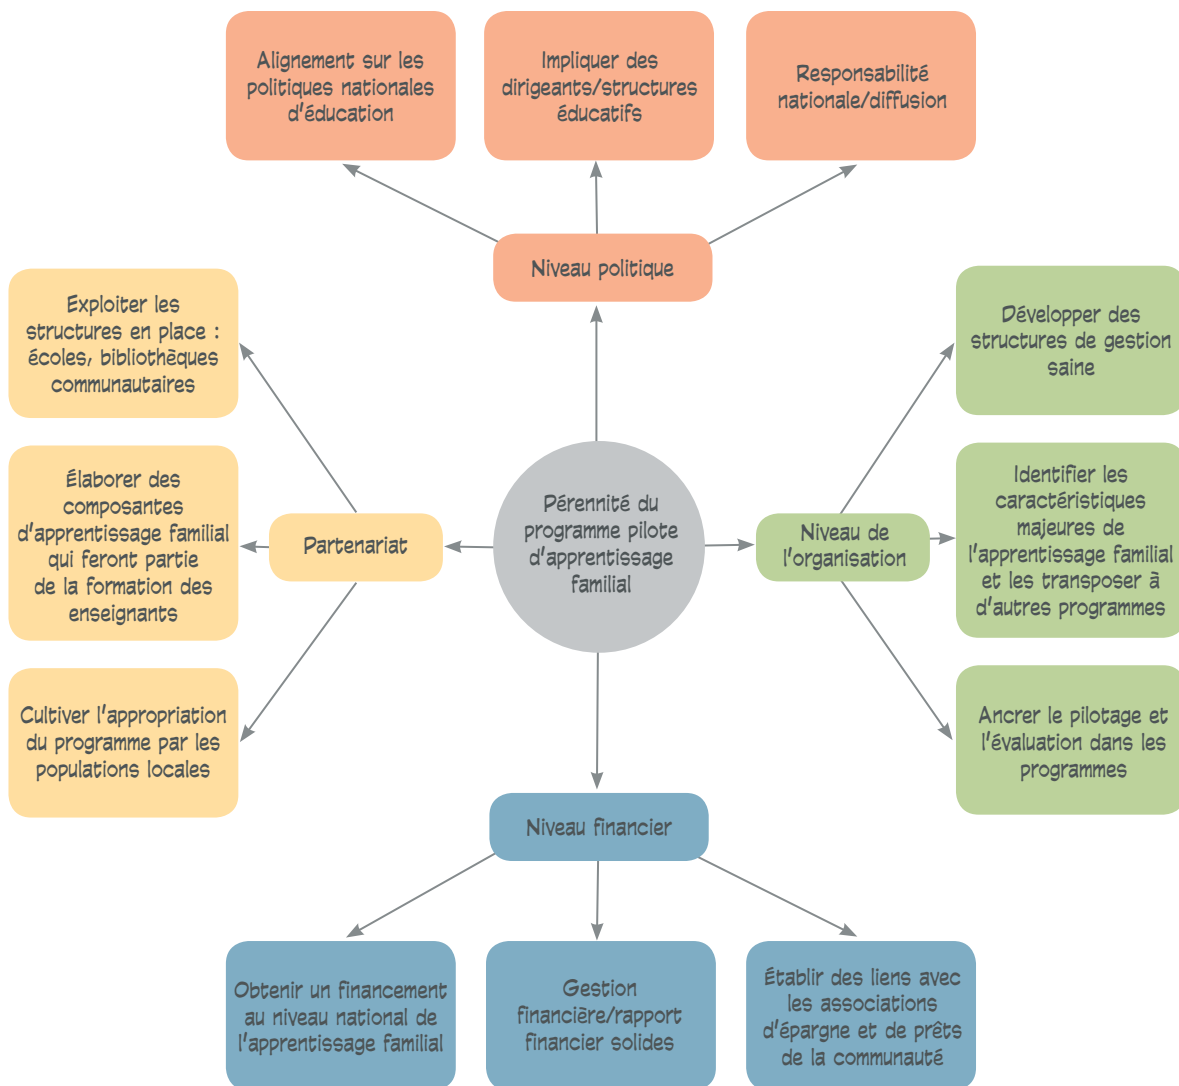 Alignement sur les
politiques nationales
d'éducation
Impliquer des
dirigeants/structures
éducatifs
Responsabilité
nationale/diffusion
Niveau politique
Exploiter les
structures en place :
écoles, bibliothèques
communautaires
Élaborer des
composantes
d'apprentissage familial
qui feront partie
de la formation des
enseignants
Cultiver l'appropriation
du programme par les
populations locales
Partenariat
Pérennité du
programme pilote
d'apprentissage
familial
Niveau de
l'organisation
Développer des
structures de gestion
saine
Identifier les
caractéristiques
majeures de
l'apprentissage familial
et les transposer à
d'autres programmes
Ancrer le pilotage et
l'évaluation dans les
programmes
Niveau financier
Obtenir un financement
au niveau national de
l'apprentissage familial
Gestion
financière/rapport
financier solides
Établir des liens avec
les associations
d'épargne et de prêts
de la communauté